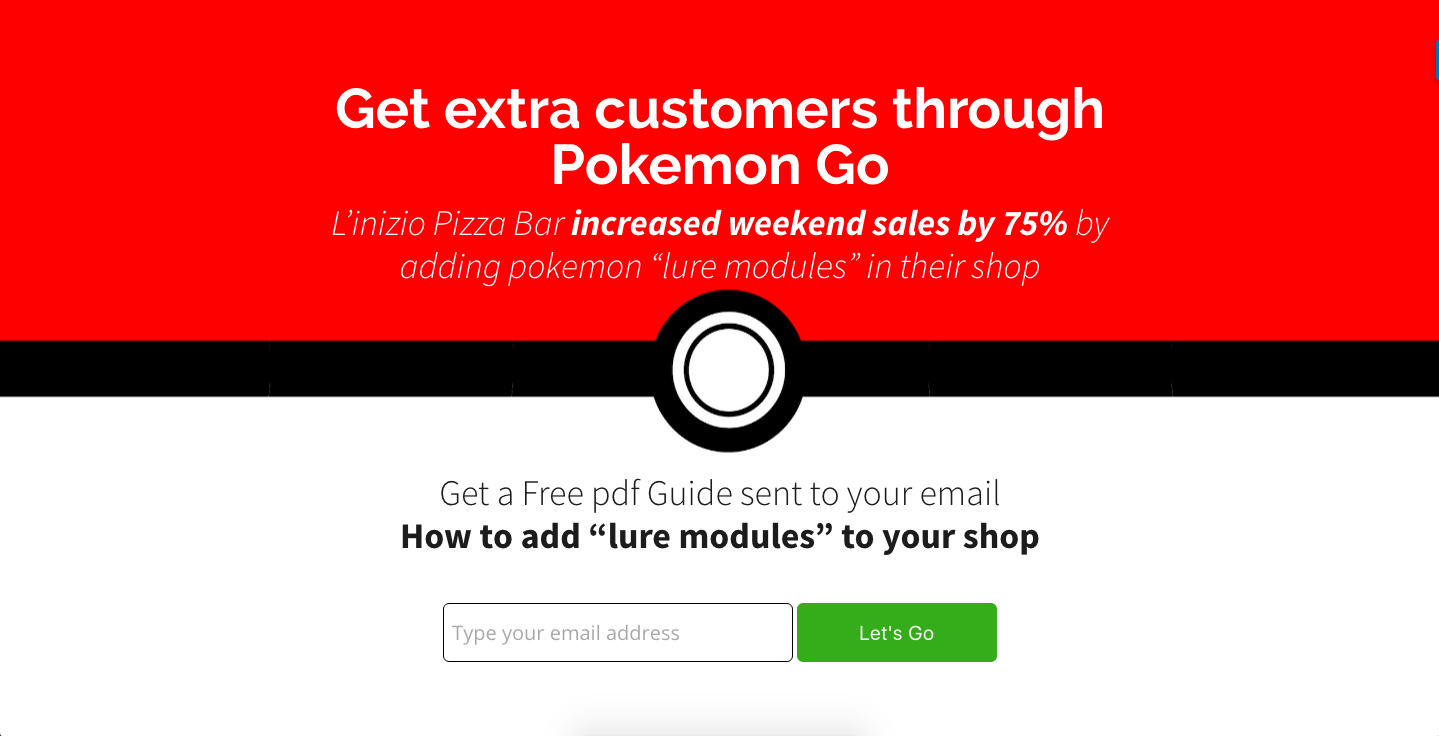 Get extra customers through
Pokemon Go
L’inizio Pizza Bar increased weekend sales by 75% by
adding pokemon “lure modules” in their shop
Get a Free pdf Guide sent to your email
How to add “lure modules” to your shop
Type your email address
Let's Go